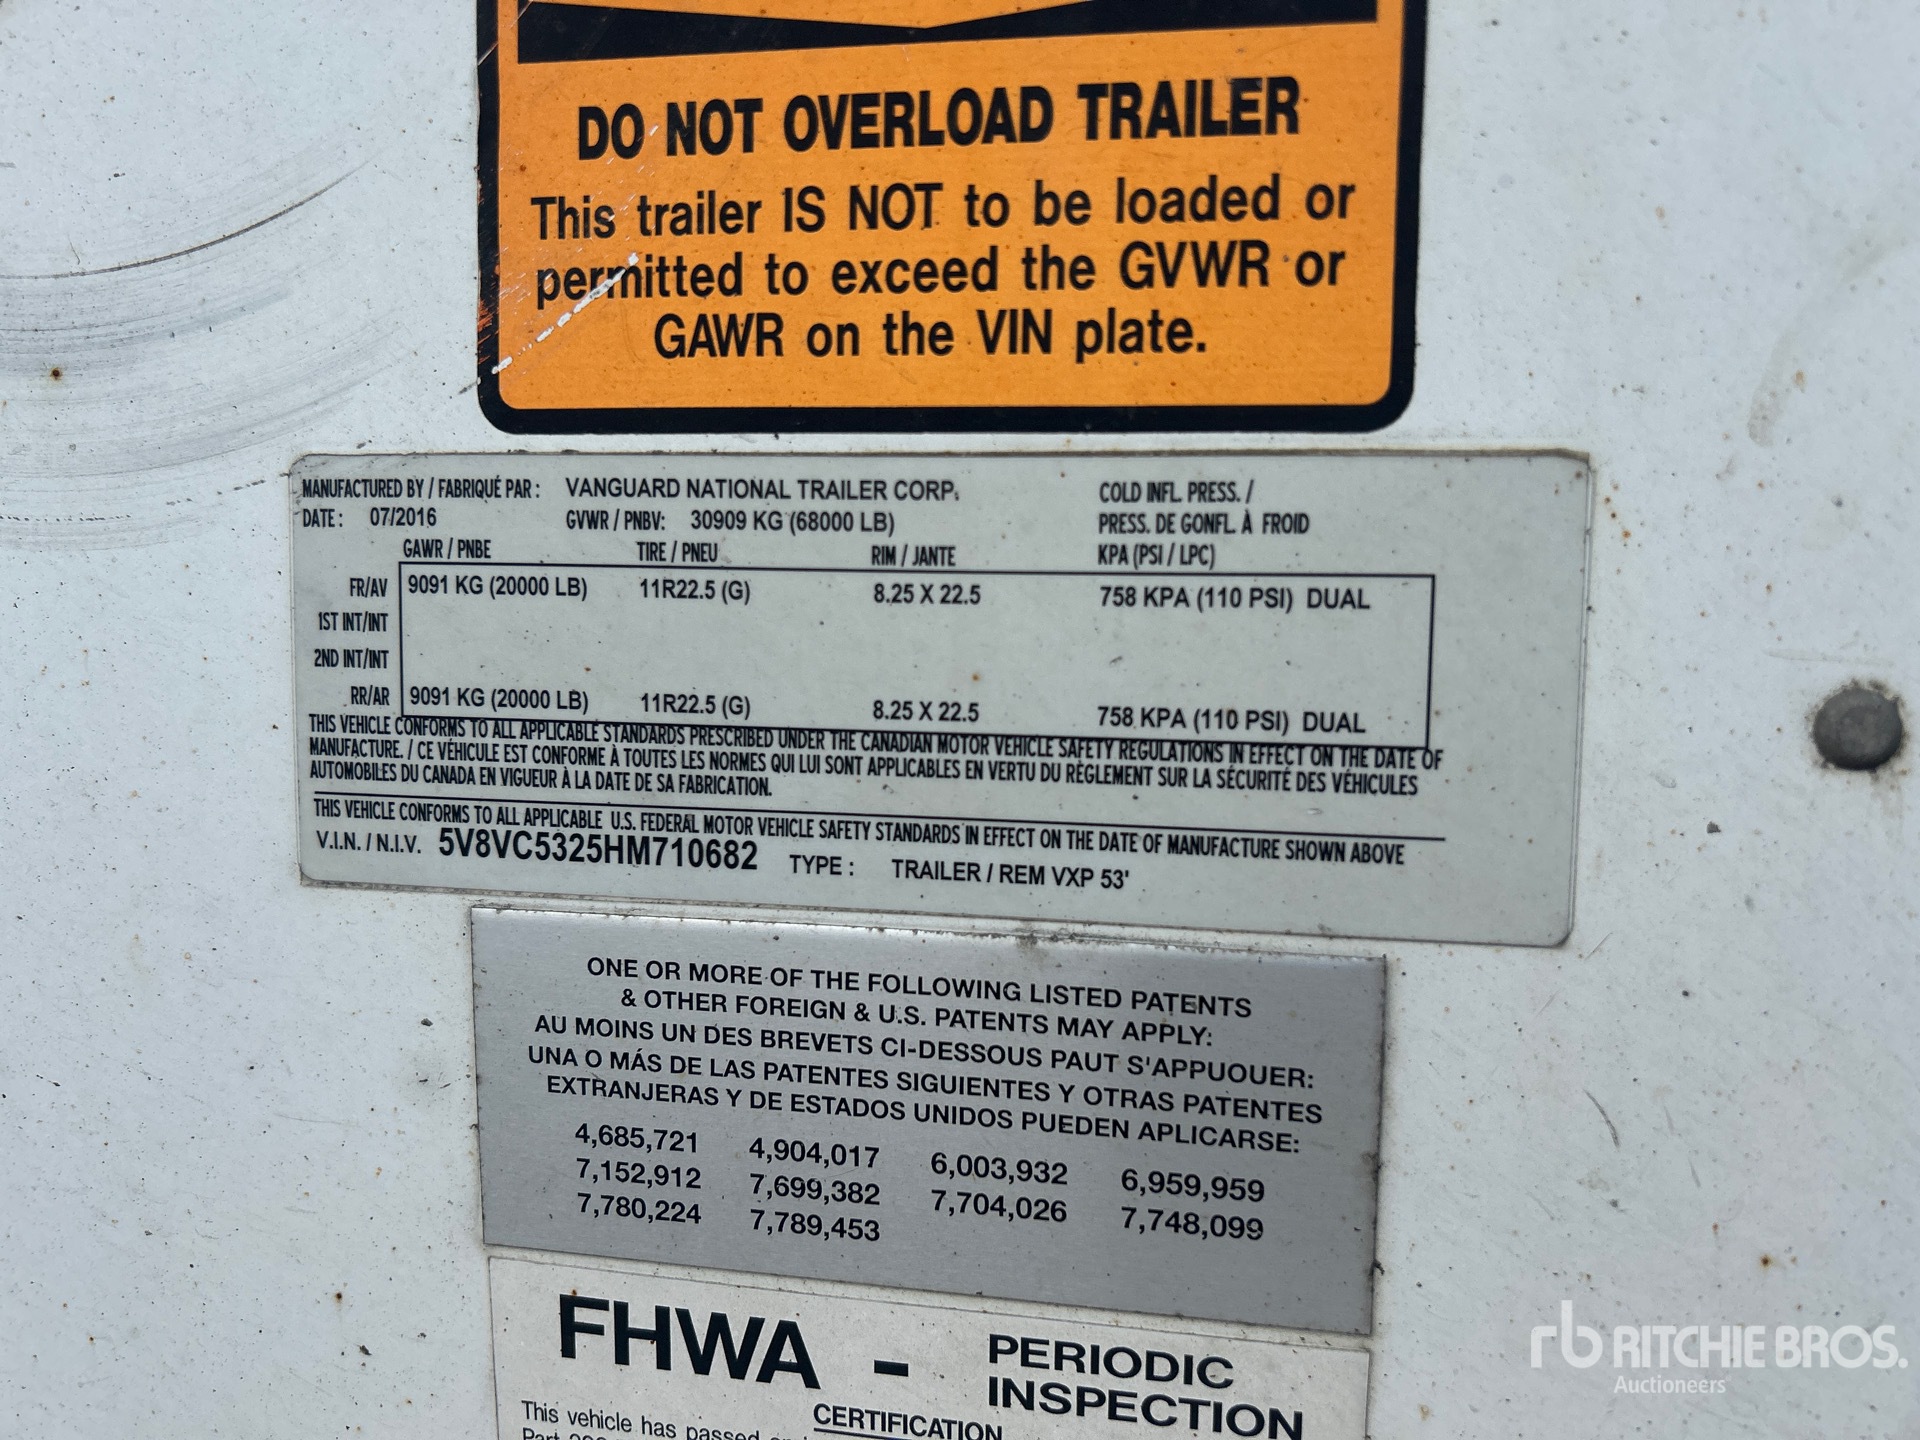 DO NOT OVERLOAD TRAILER
This trailer IS NOT to be loaded or
permitted to exceed the GVWR or
GAWR on the VIN plate.
MANUFACTURED BY / FABRIQUÉ PAR : VANGUARD NATIONAL TRAILER CORP. COLD INFL. PRESS. /
DATE : 07/2016 GVWR / PNBV: 30909 KG (68000 LB) PRESS. DE GONFL. À FROID
GAWR / PNBE TIRE / PNEU RIM / JANTE KPA (PSI / LPC)
FR/AV 9091 KG (20000 LB) 11R22.5 (G) 8.25 X 22.5 758 KPA (110 PSI) DUAL
1ST INT/INT
2ND INT/INT
RR/AR 9091 KG (20000 LB) 11R22.5 (G) 8.25 X 22.5 758 KPA (110 PSI) DUAL
THIS VEHICLE CONFORMS TO ALL APPLICABLE STANDARDS PRESCRIBED UNDER THE CANADIAN MOTOR VEHICLE SAFETY REGULATIONS IN EFFECT ON THE DATE OF
MANUFACTURE. / CE VÉHICULE EST CONFORME À TOUTES LES NORMES QUI LUI SONT APPLICABLES EN VERTU DU RÈGLEMENT SUR LA SÉCURITÉ DES VÉHICULES
AUTOMOBILES DU CANADA EN VIGUEUR À LA DATE DE SA FABRICATION.
THIS VEHICLE CONFORMS TO ALL APPLICABLE U.S. FEDERAL MOTOR VEHICLE SAFETY STANDARDS IN EFFECT ON THE DATE OF MANUFACTURE SHOWN ABOVE
V.I.N. / N.I.V. 5V8VC5325HM710682 TYPE : TRAILER / REM VXP 53'
ONE OR MORE OF THE FOLLOWING LISTED PATENTS
& OTHER FOREIGN & U.S. PATENTS MAY APPLY:
AU MOINS UN DES BREVETS CI-DESSOUS PAUT S'APPUOUER:
UNA O MÁS DE LAS PATENTES SIGUIENTES Y OTRAS PATENTES
EXTRANJERAS Y DE ESTADOS UNIDOS PUEDEN APLICARSE:
4,685,721 4,904,017 6,003,932 6,959,959
7,152,912 7,699,382 7,704,026 7,748,099
7,780,224 7,789,453
FHWA - PERIODIC
INSPECTION
CERTIFICATION
This vehicle has passed
rb RITCHIE BROS.
Auctioneers